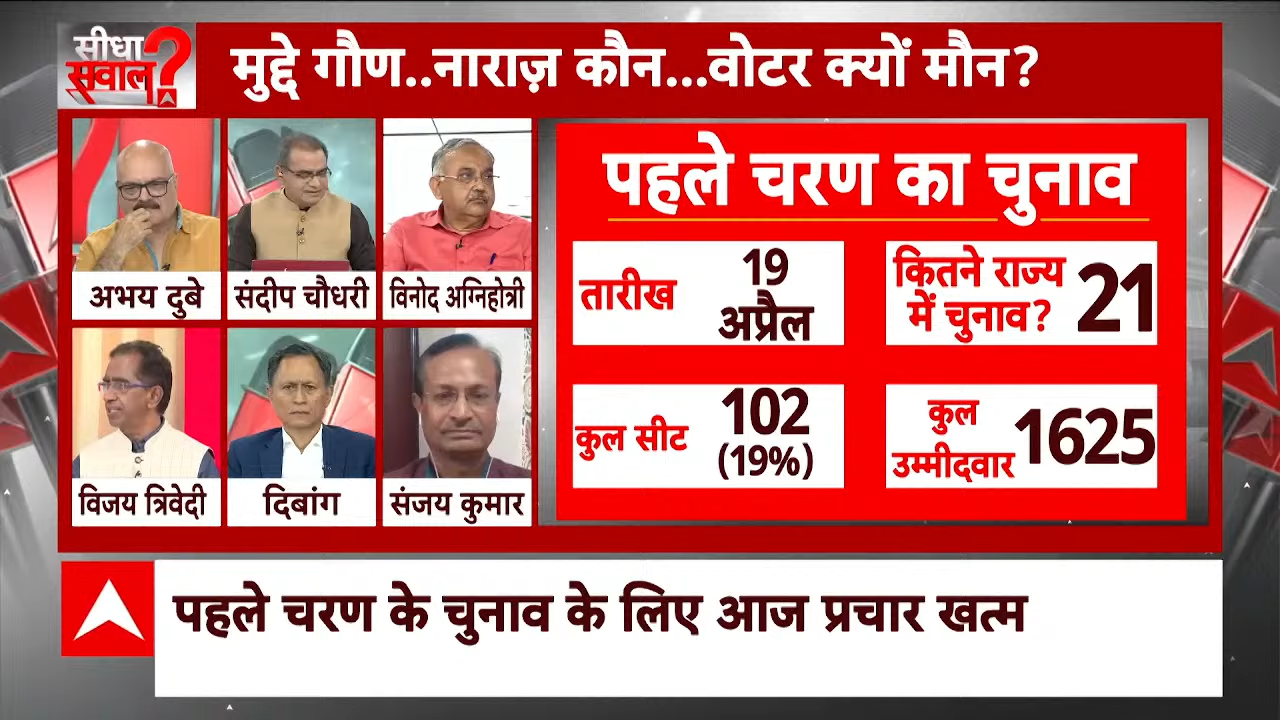 सीधा
सवाल?
मुद्दे गौण..नाराज़ कौन...वोटर क्यों मौन?
अभय दुबे
संदीप चौधरी
विनोद अग्निहोत्री
विजय त्रिवेदी
दिबांग
संजय कुमार
पहले चरण का चुनाव
तारीख
19
अप्रैल
कितने राज्य
में चुनाव?
21
कुल सीट
102
(19%)
कुल
उम्मीदवार
1625
पहले चरण के चुनाव के लिए आज प्रचार खत्म